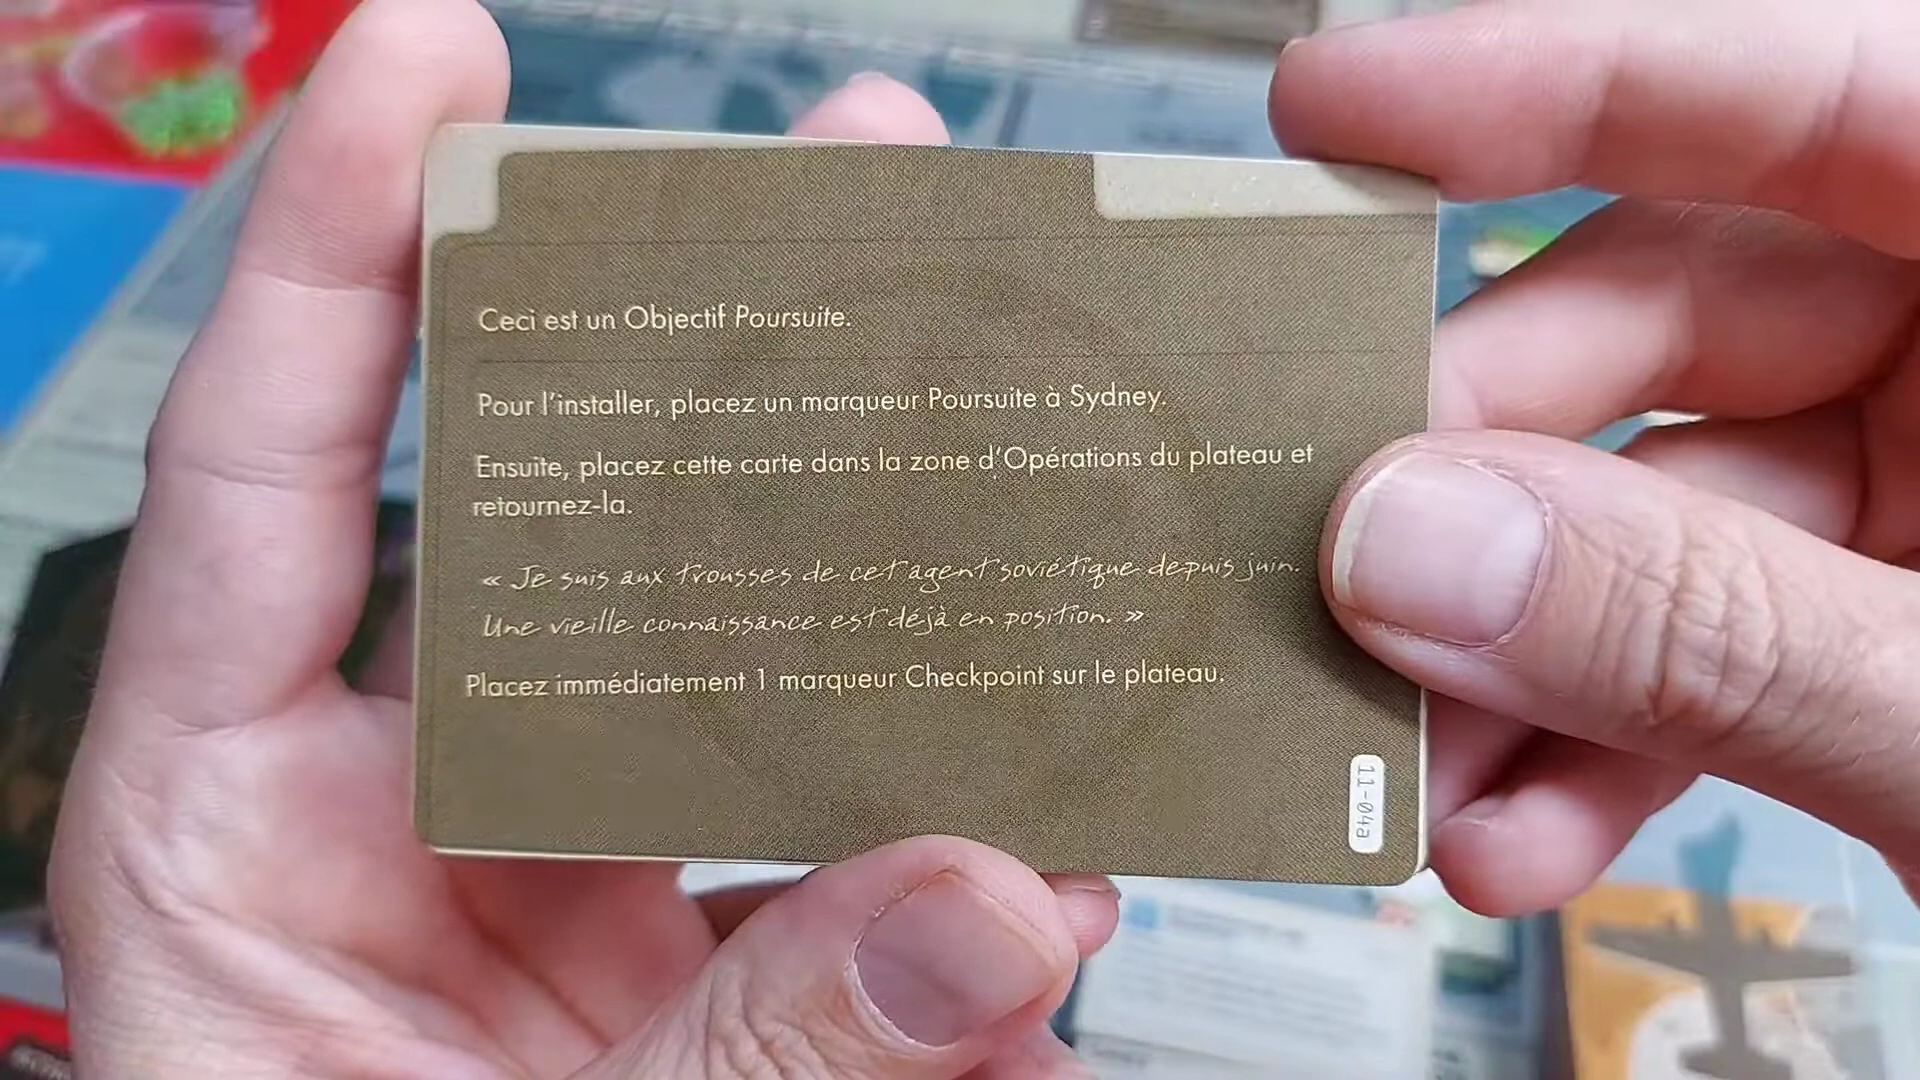 Ceci est un Objectif Poursuite.
Pour l'installer, placez un marqueur Poursuite à Sydney.
Ensuite, placez cette carte dans la zone d'Opérations du plateau et
retournez-la.
« Je suis aux trousses de cet agent soviétique depuis juin.
Une vieille connaissance est déjà en position. »
Placez immédiatement 1 marqueur Checkpoint sur le plateau.
11-04a